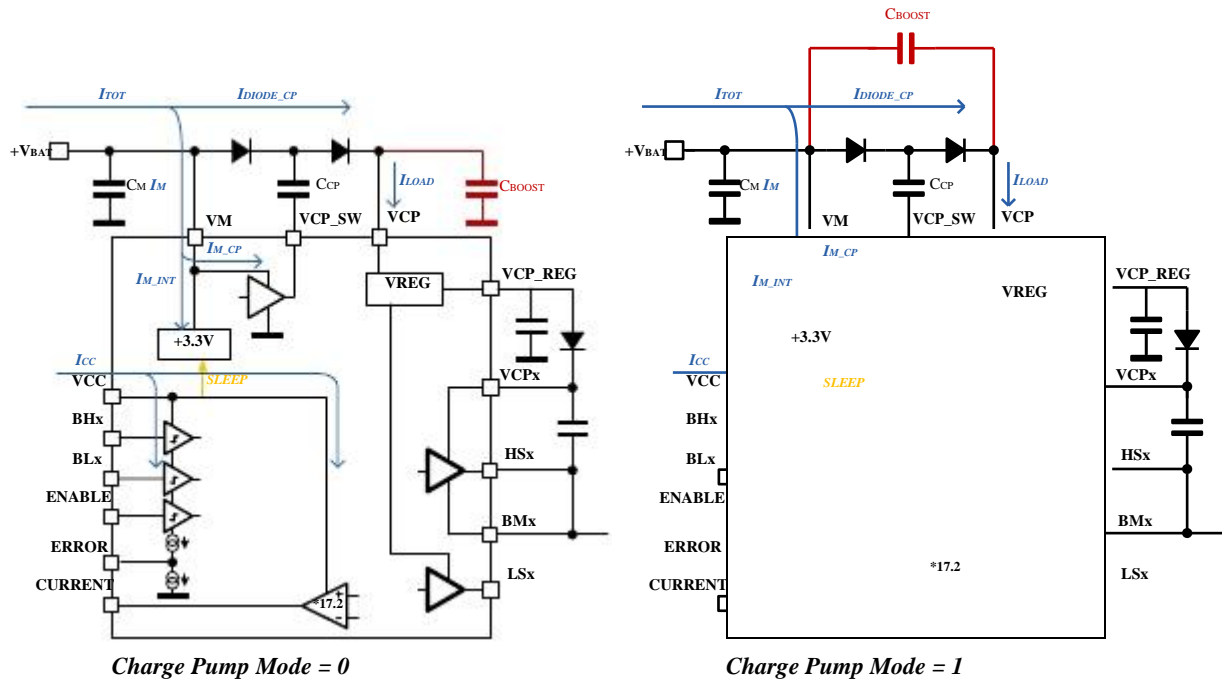 CBOOST
ITOT
IDIODE_CP
+VBAT
CM IM
CCP
ILOAD
CBOOST
VM
VCP_SW
VCP
IM_CP
IM_INT
VREG
VCP_REG
+3.3V
ICC
SLEEP
VCC
VCPx
BHx
BLx
HSx
ENABLE
BMx
ERROR
CURRENT
*17.2
+
–
LSx
Charge Pump Mode = 0
ITOT
IDIODE_CP
+VBAT
CM IM
CCP
ILOAD
VM
VCP_SW
VCP
IM_CP
IM_INT
VREG
VCP_REG
+3.3V
ICC
SLEEP
VCC
VCPx
BHx
BLx
HSx
ENABLE
BMx
ERROR
*17.2
LSx
CURRENT
Charge Pump Mode = 1